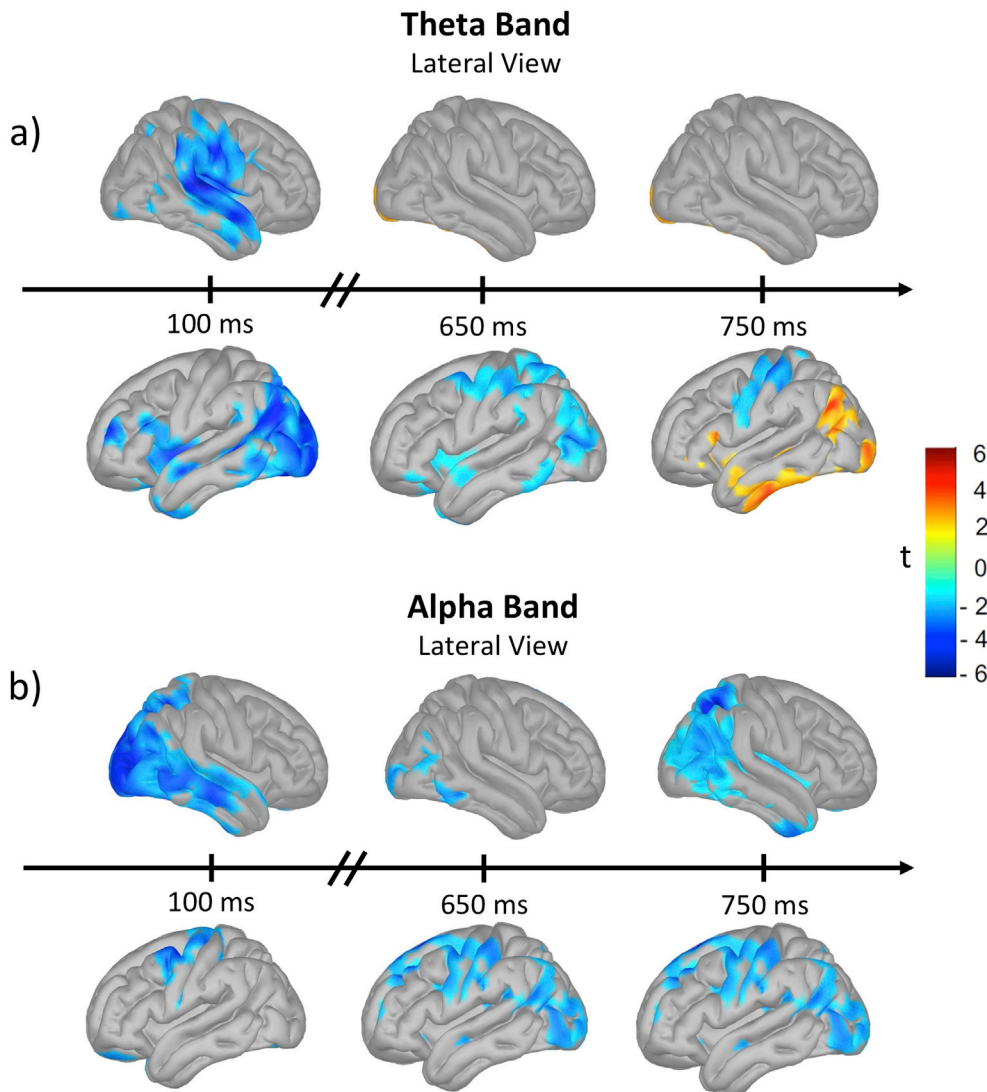 Theta Band
Lateral View
a)
100 ms
650 ms
750 ms
6
4
2
0
- 2
- 4
- 6
t
Alpha Band
Lateral View
b)
100 ms
650 ms
750 ms